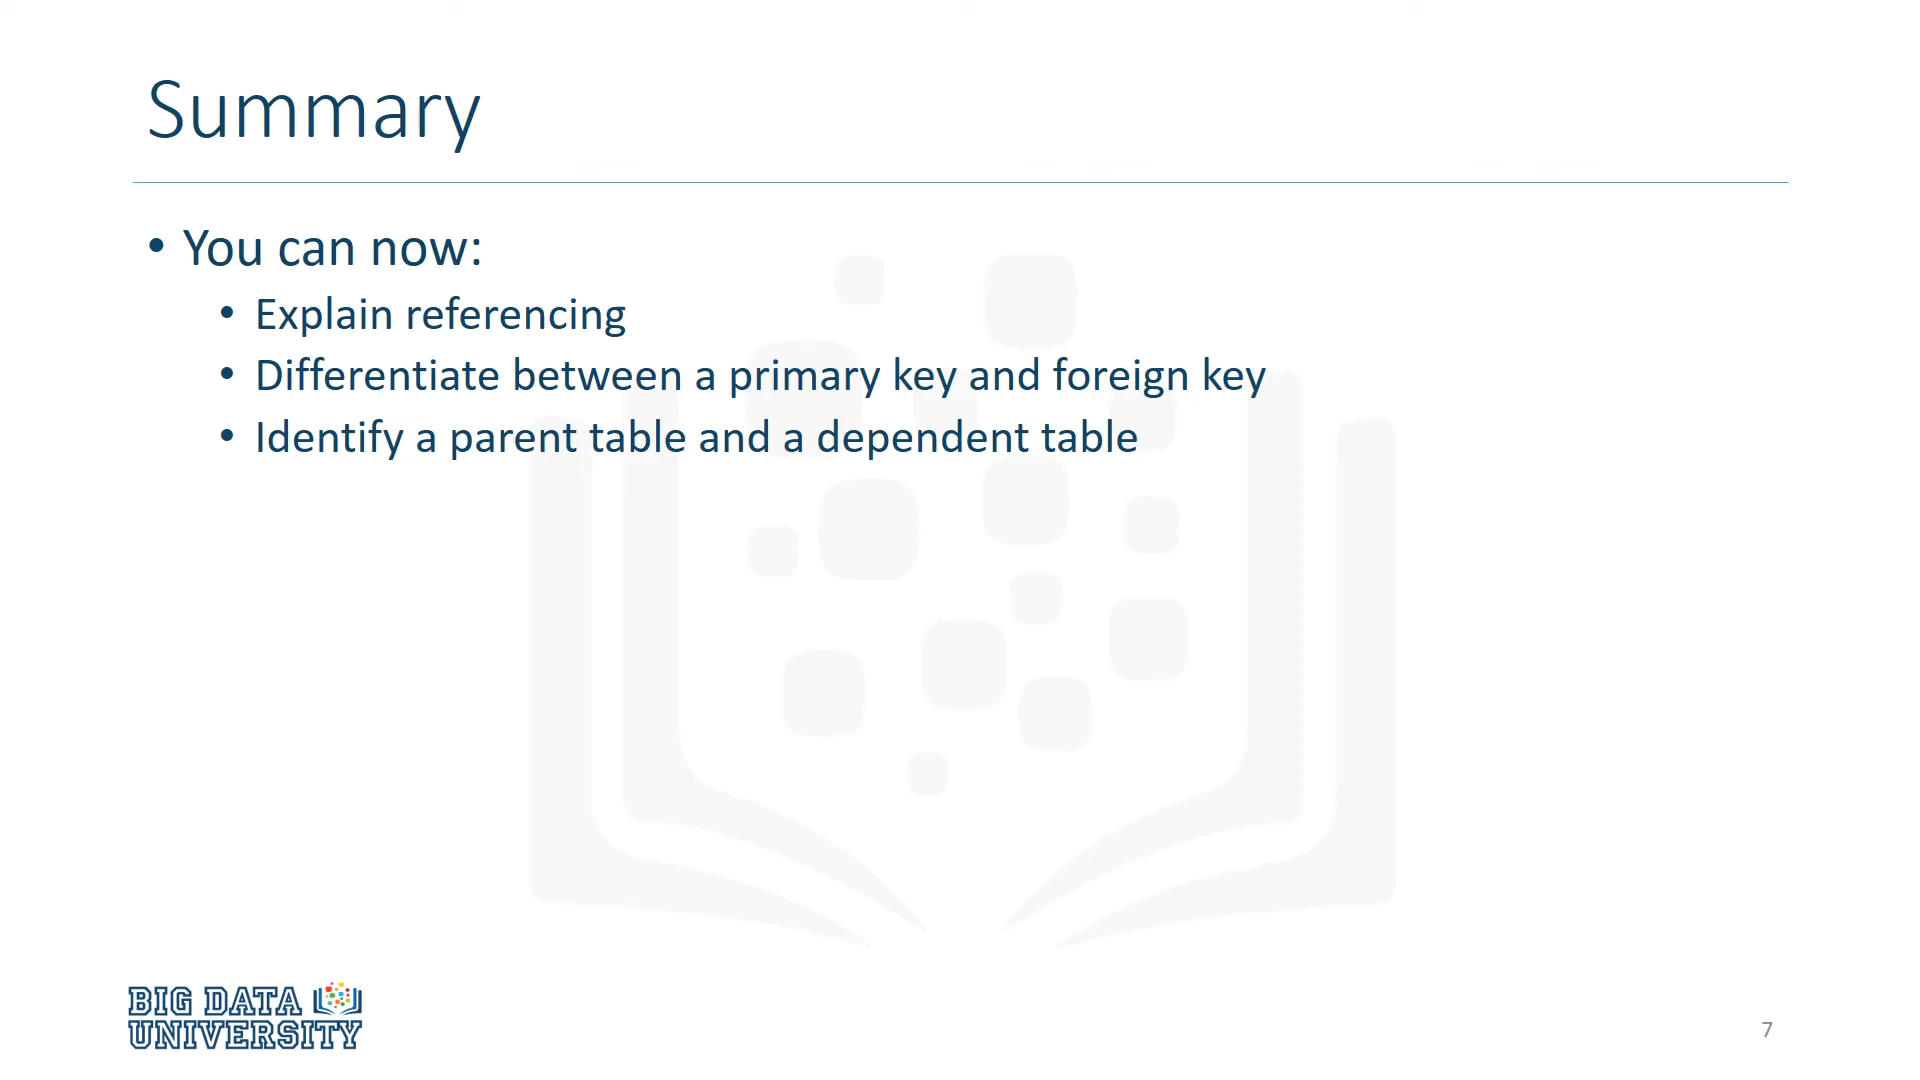 Summary
• You can now:
• Explain referencing
• Differentiate between a primary key and foreign key
• Identify a parent table and a dependent table
BIG DATA
UNIVERSITY
7